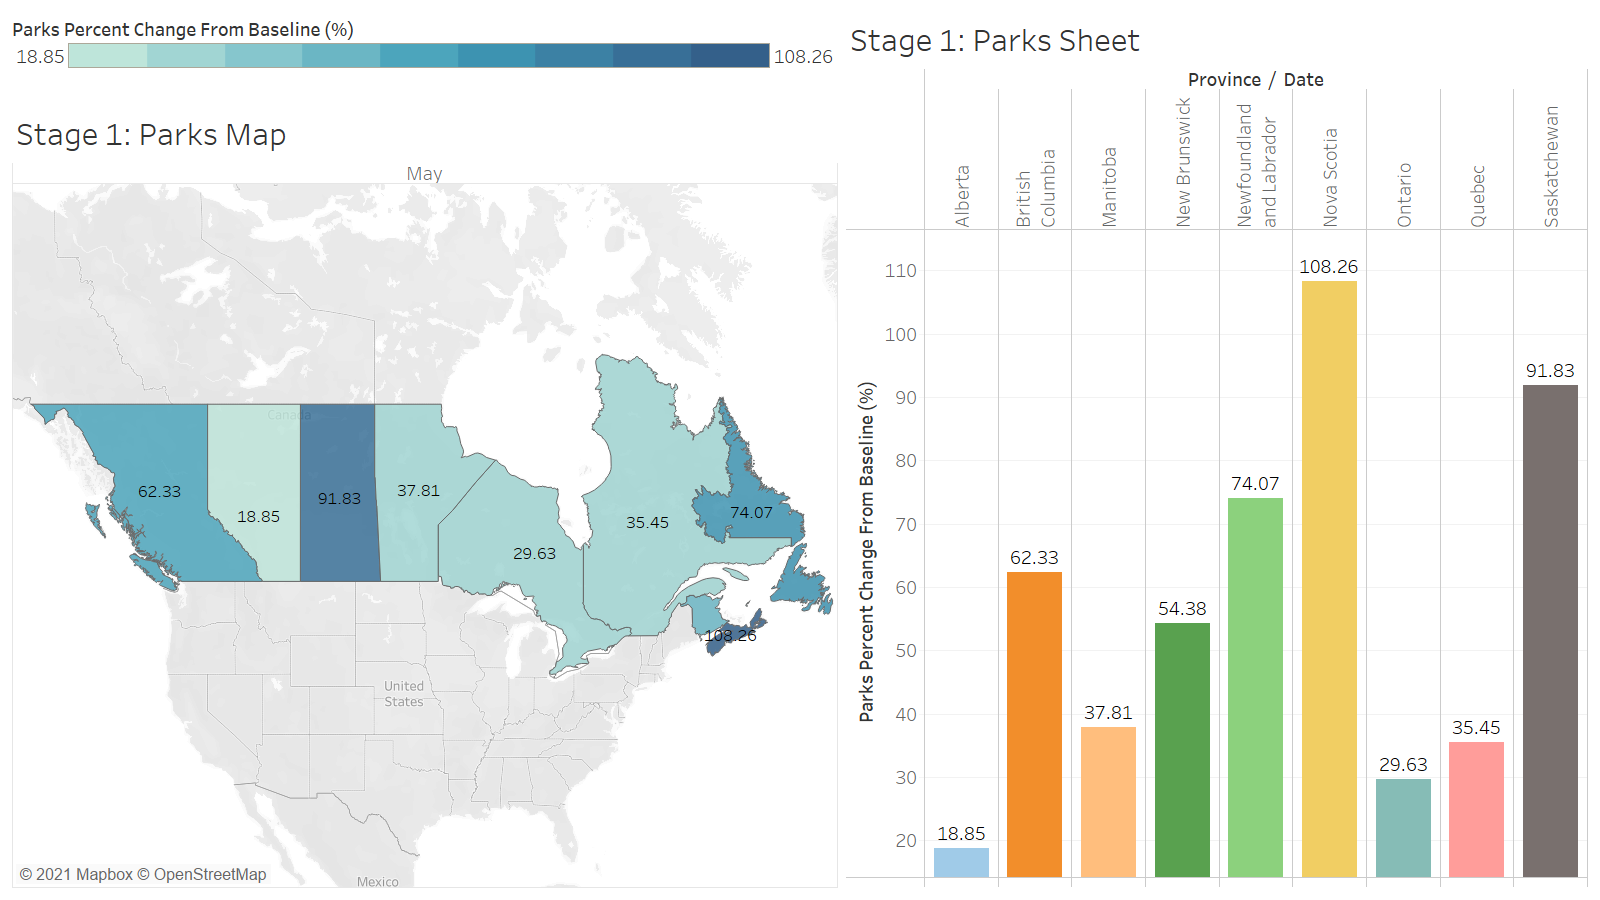 Parks Percent Change From Baseline (%)
18.85 108.26
Stage 1: Parks Map
May
Canada
62.33
18.85
91.83
37.81
29.63
35.45
74.07
108.26
United
States
Mexico
© 2021 Mapbox © OpenStreetMap
Stage 1: Parks Sheet
Province / Date
Alberta
British
Columbia
Manitoba
New Brunswick
Newfoundland
and Labrador
Nova Scotia
Ontario
Quebec
Saskatchewan
Parks Percent Change From Baseline (%)
110
100
90
80
70
60
50
40
30
20
18.85
62.33
37.81
54.38
74.07
108.26
29.63
35.45
91.83